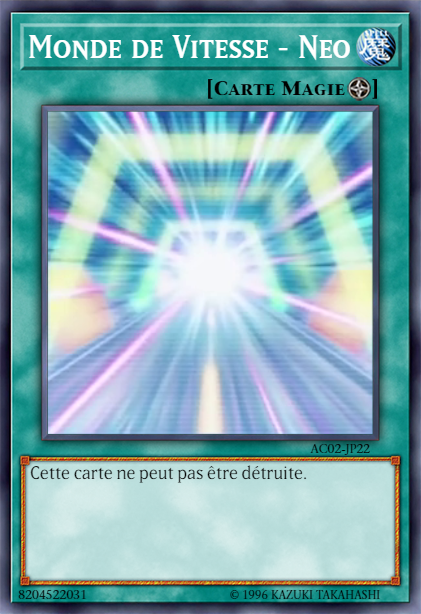 Monde de Vitesse - Neo 魔
[Carte Magie]
AC02-JP22
Cette carte ne peut pas être détruite.
8204522031 © 1996 KAZUKI TAKAHASHI